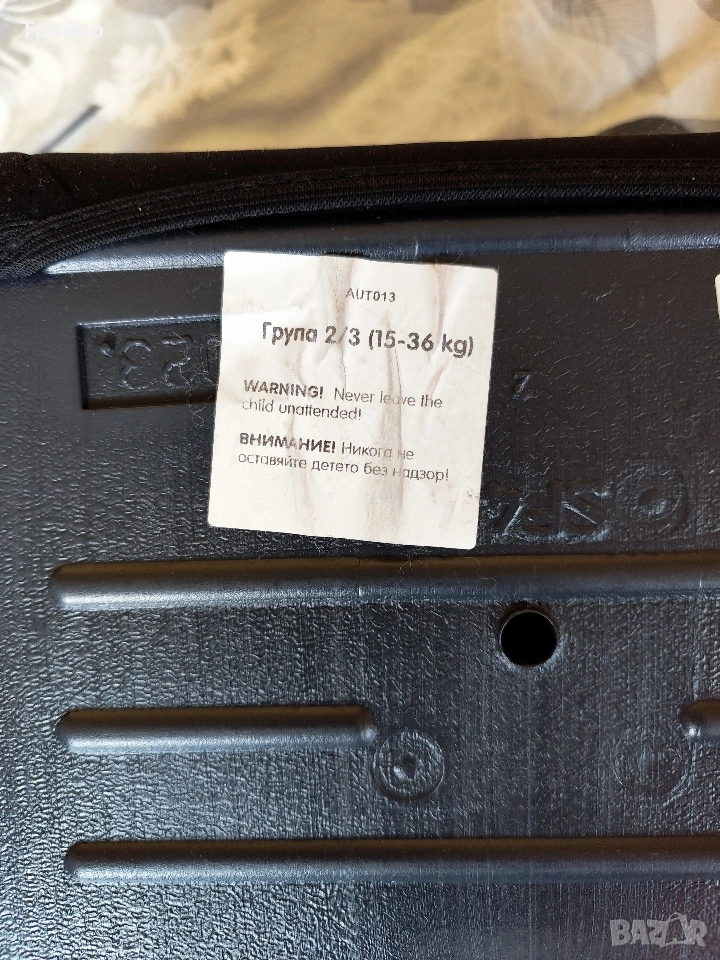 AUT013
Група 2/3 (15-36 kg)
WARNING! Never leave the
child unattended!
ВНИМАНИЕ! Никога не
оставяйте детето без надзор!
BAZAR